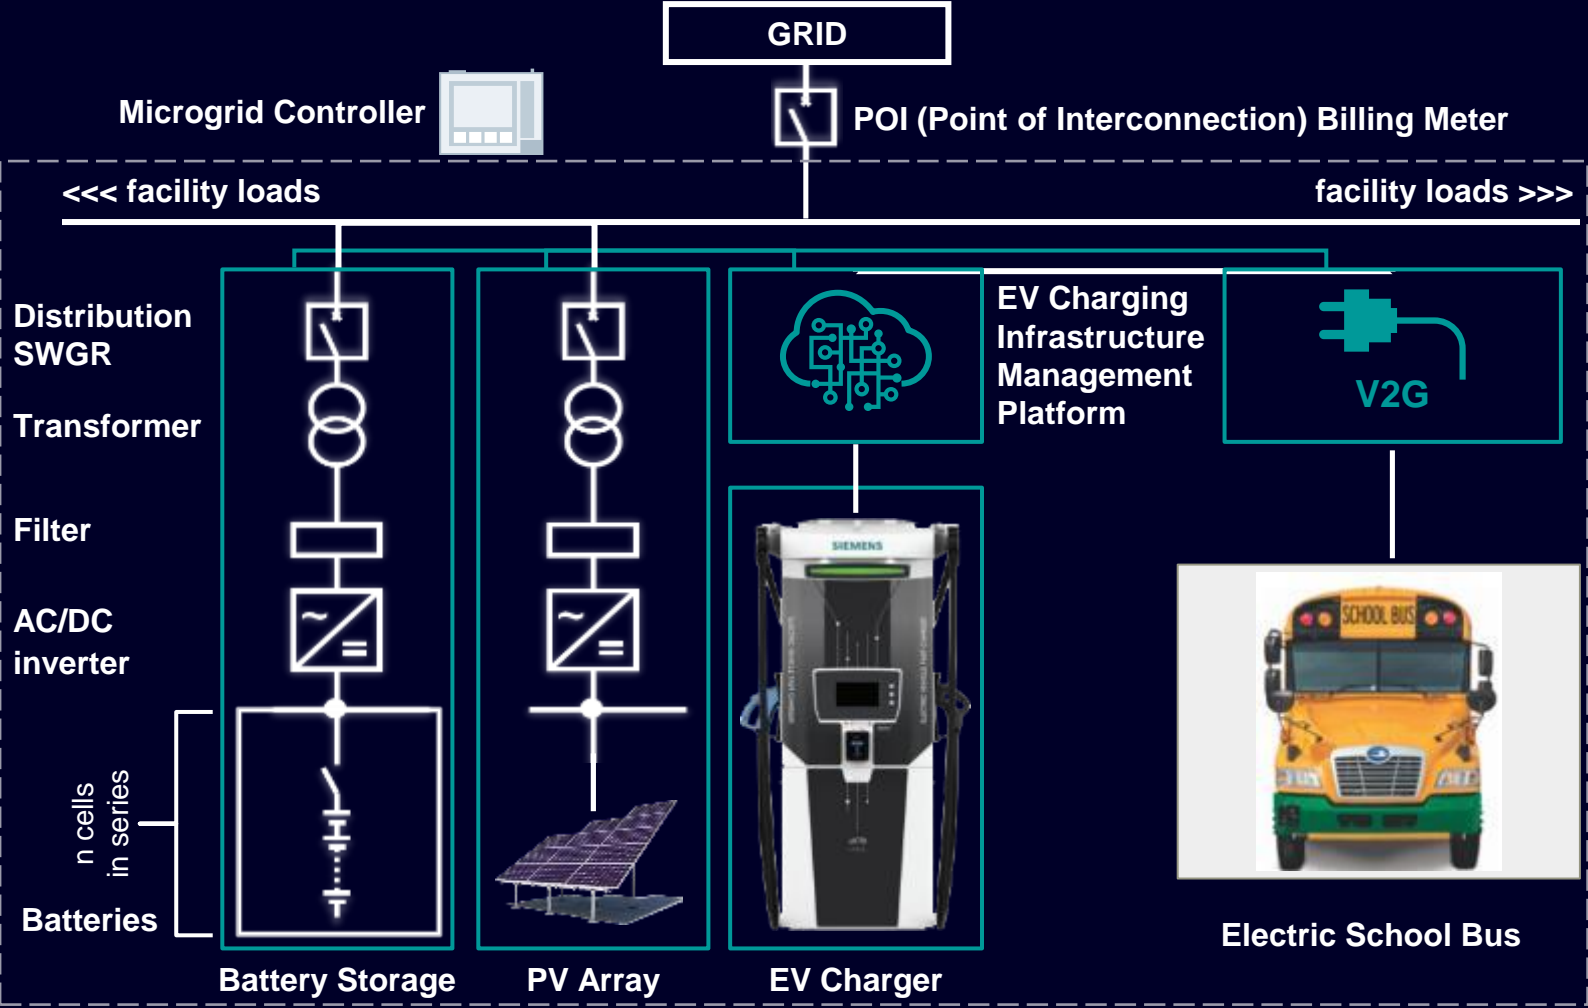 GRID
Microgrid Controller
POI (Point of Interconnection) Billing Meter
<<< facility loads
facility loads >>>
Distribution
SWGR
EV Charging
Infrastructure
Management
Platform
V2G
Transformer
Filter
SIEMENS
AC/DC
inverter
SCHOOL BUS
n cells
in series
Batteries
Battery Storage
PV Array
EV Charger
Electric School Bus